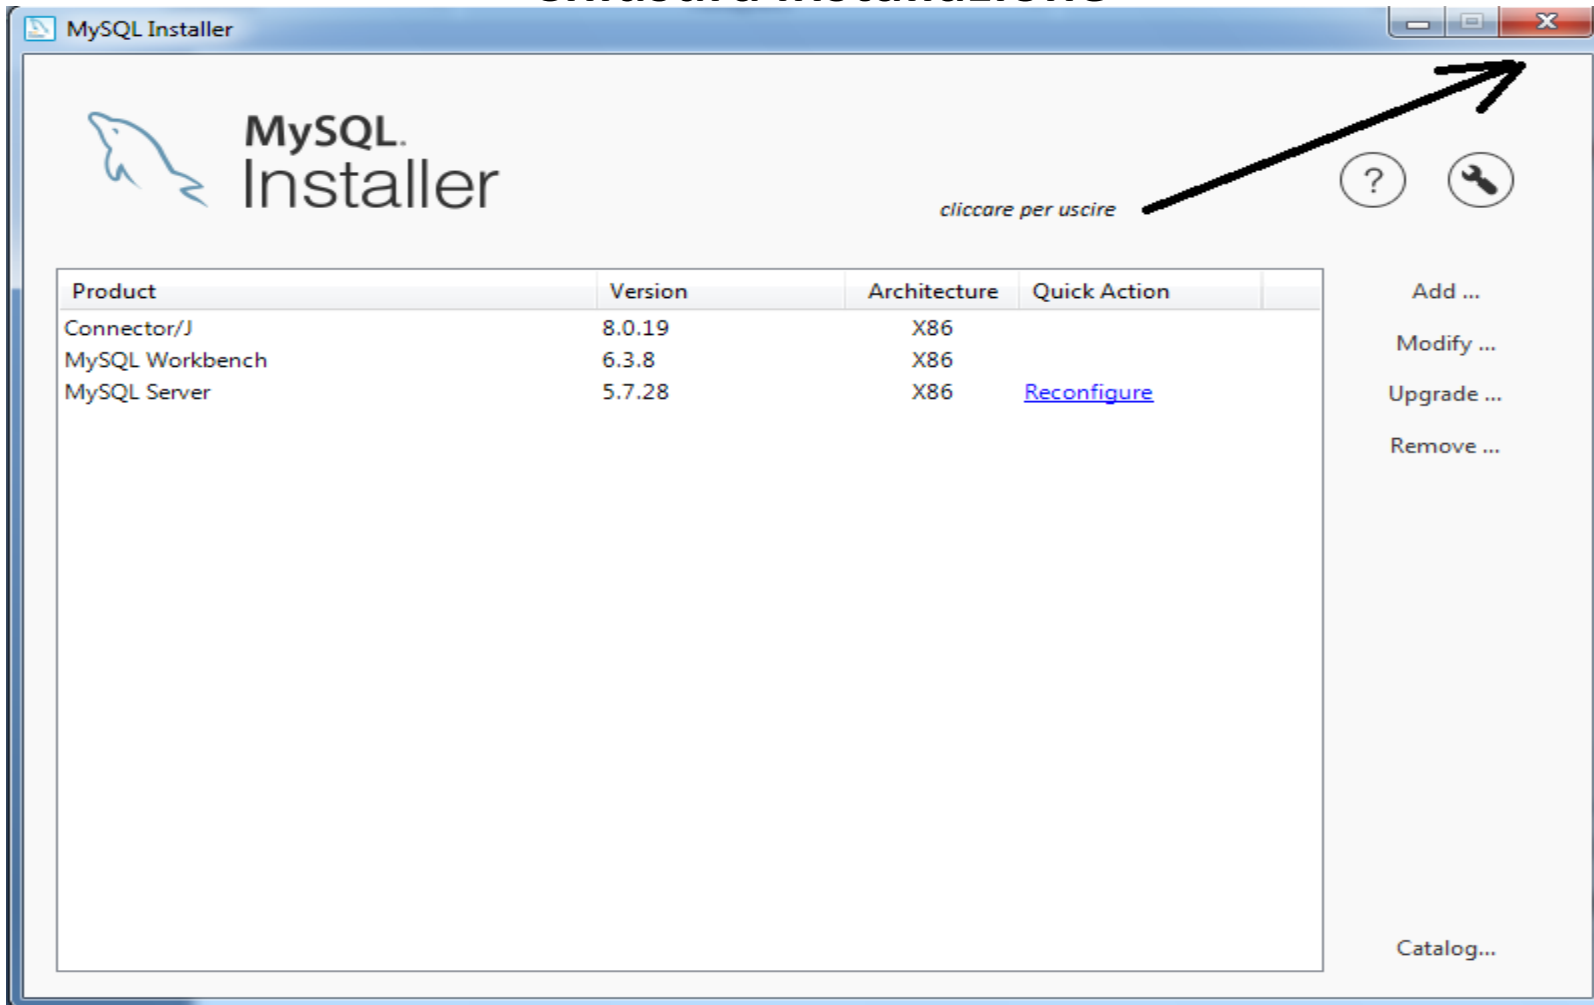 MySQL Installer
MySQL.
Installer
cliccare per uscire
?
Product Version Architecture Quick Action
Connector/J 8.0.19 X86
MySQL Workbench 6.3.8 X86
MySQL Server 5.7.28 X86 Reconfigure
Add ...
Modify ...
Upgrade ...
Remove ...
Catalog...